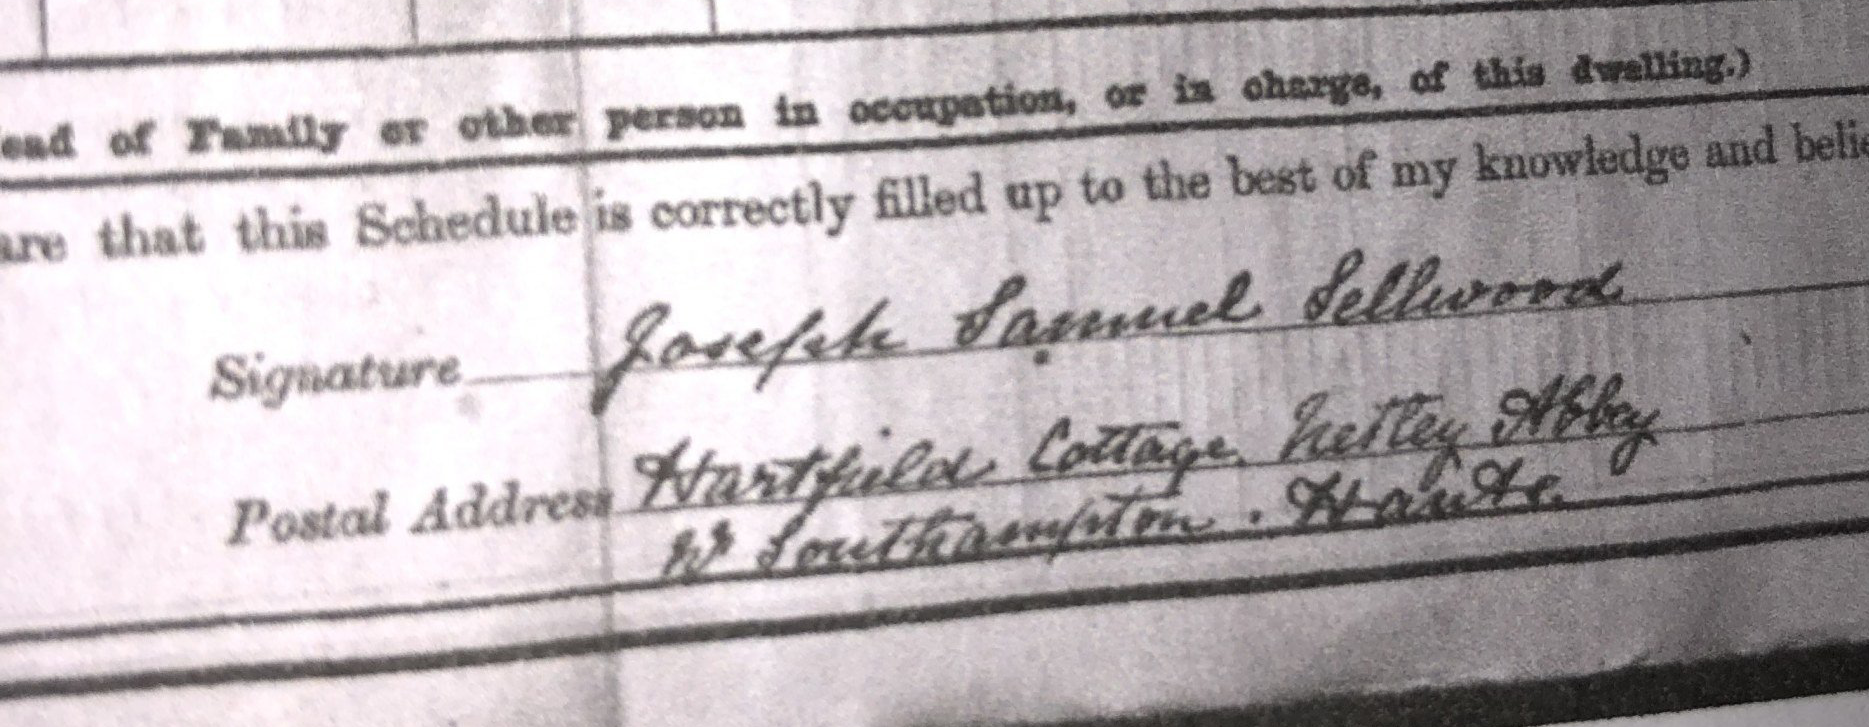 ead of Family or other person in occupation, or in charge, of this dwelling.)
are that this Schedule is correctly filled up to the best of my knowledge and belie
Signature Joseph Samuel Sellwood
Postal Address Hartfield Cottage, Netley Abbey
Nr Southampton. Hants.